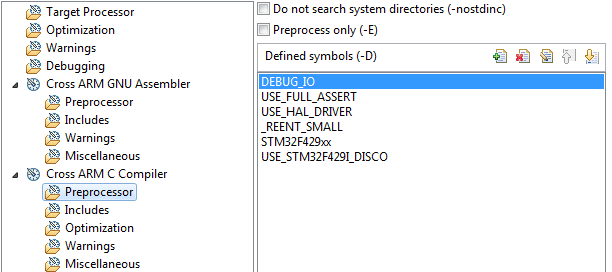 Target Processor
Optimization
Warnings
Debugging
Cross ARM GNU Assembler
Preprocessor
Includes
Warnings
Miscellaneous
Cross ARM C Compiler
Preprocessor
Includes
Optimization
Warnings
Miscellaneous
Do not search system directories (-nostdinc)
Preprocess only (-E)
Defined symbols (-D)
DEBUG_IO
USE_FULL_ASSERT
USE_HAL_DRIVER
_REENT_SMALL
STM32F429xx
USE_STM32F429I_DISCO